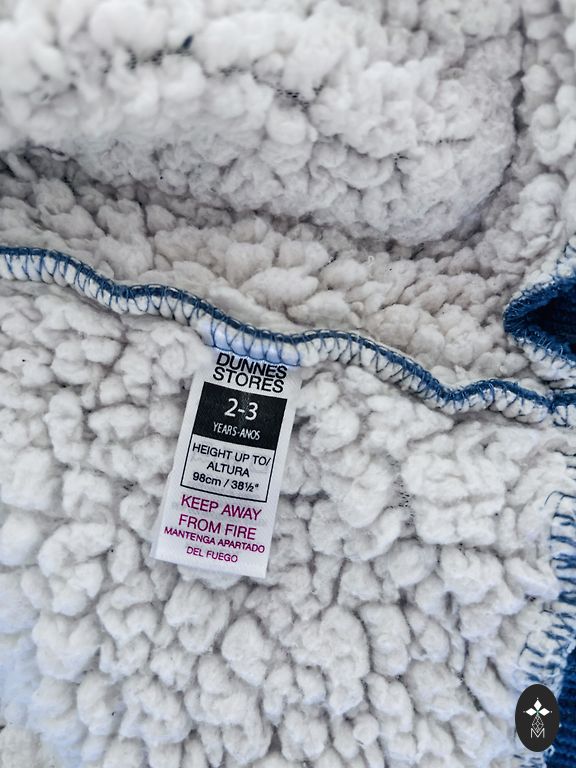 DUNNES
STORES
2-3
YEARS-ANOS
HEIGHT UP TO/
ALTURA
98cm / 38½"
KEEP AWAY
FROM FIRE
MANTENGA APARTADO
DEL FUEGO
M